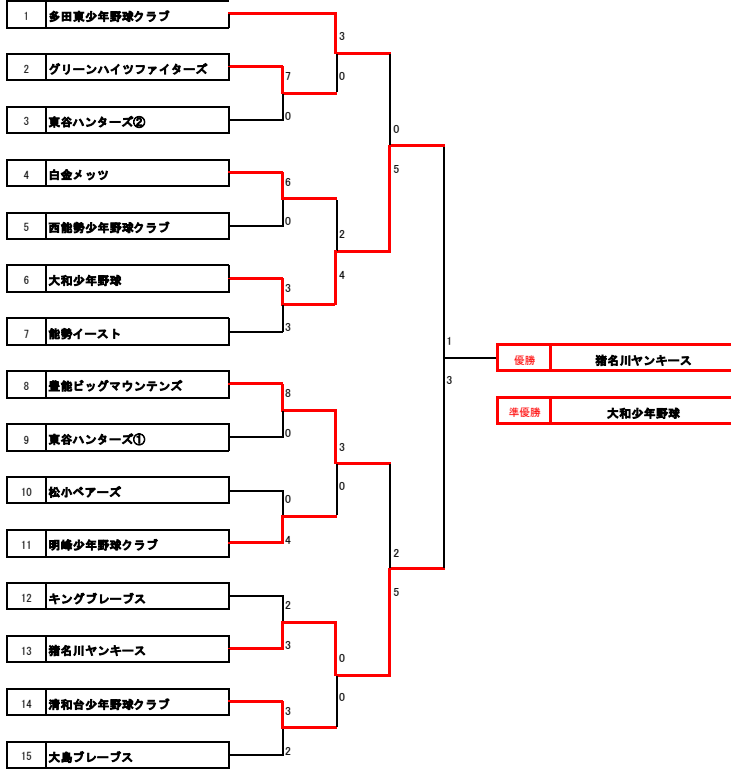 1 多田東少年野球クラブ
3
2 グリーンハイツファイターズ
7
0
3 東谷ハンターズ②
0
0
4 白金メッツ
6
5
5 西能勢少年野球クラブ
0
2
6 大和少年野球
3
4
7 能勢イースト
3
1
優勝 猪名川ヤンキース
8 豊能ビッグマウンテンズ
8
3
準優勝 大和少年野球
9 東谷ハンターズ①
0
3
10 松小ベアーズ
0
0
11 明峰少年野球クラブ
4
2
12 キングブレーブス
2
5
13 猪名川ヤンキース
3
0
14 清和台少年野球クラブ
3
0
15 大島ブレーブス
2